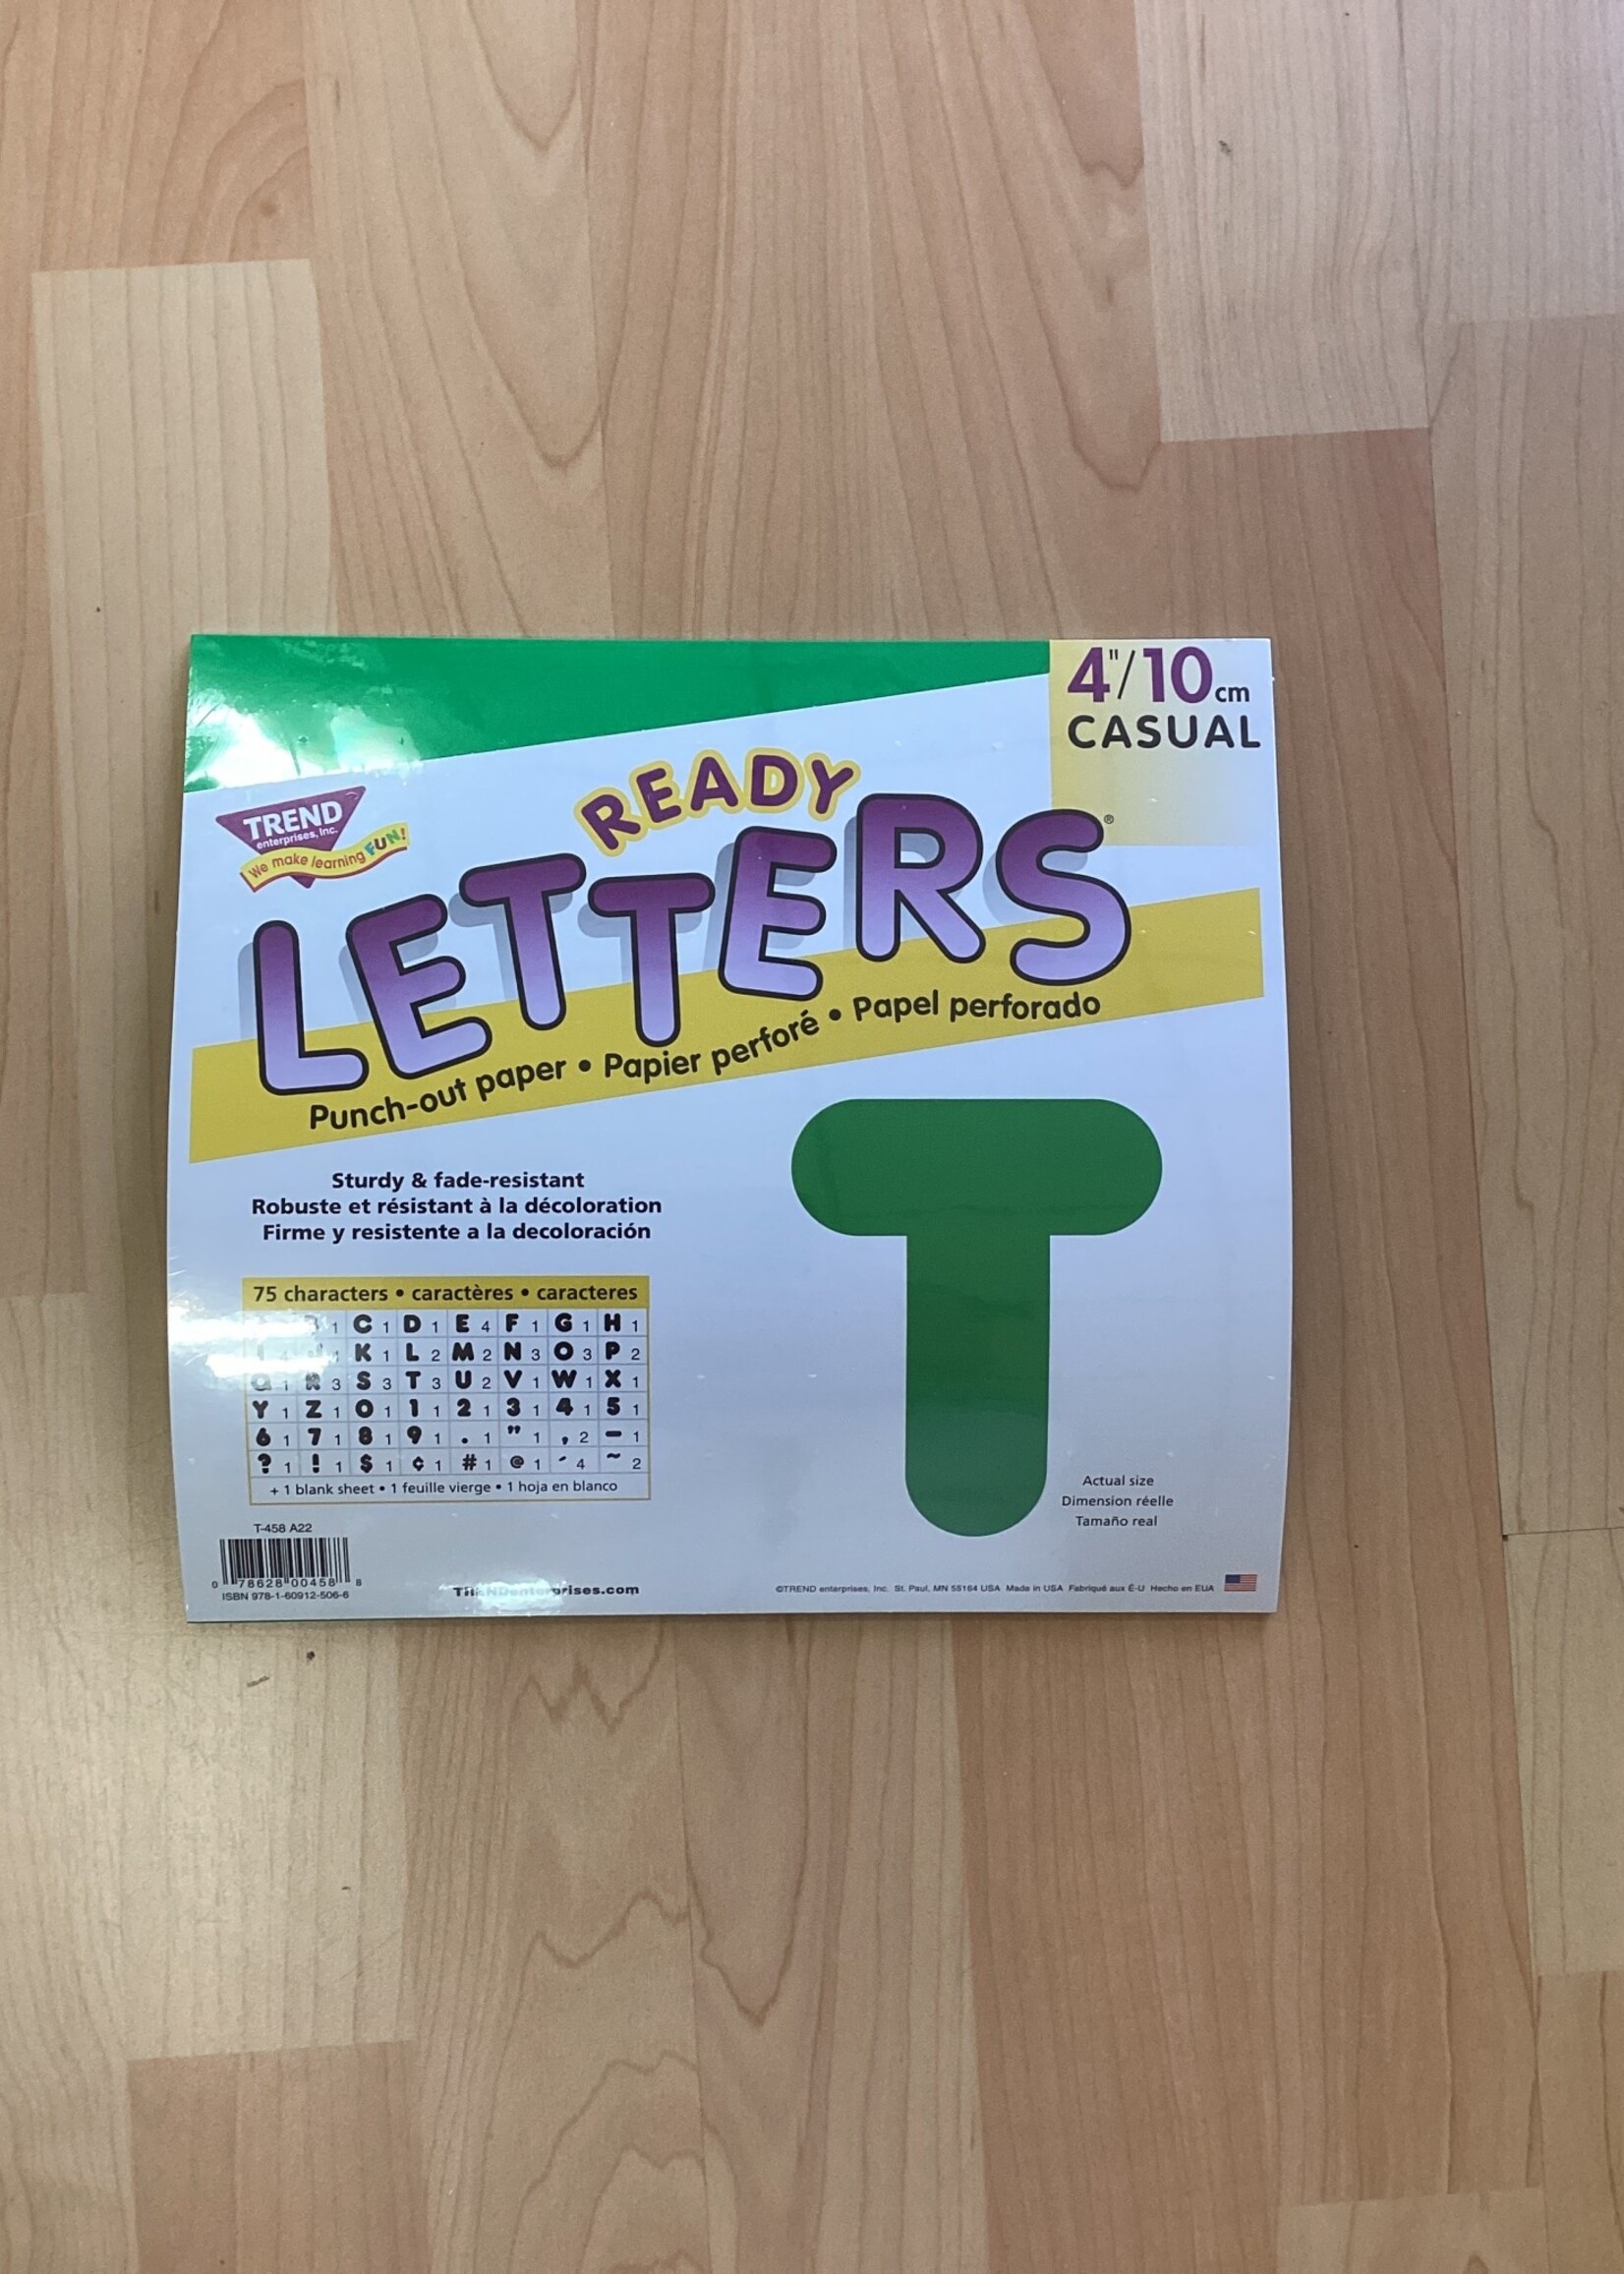 4"/10cm
CASUAL
TREND
enterprises, Inc.
We make learning FUN!
READY
LETTERS®
Punch-out paper • Papier perforé • Papel perforado
Sturdy & fade-resistant
Robuste et résistant à la décoloration
Firme y resistente a la decoloración
75 characters • caractères • caracteres
1 C 1 D 1 E 4 F 1 G 1 H 1
K 1 L 2 M 2 N 3 O 3 P 2
Q 1 R 3 S 3 T 3 U 2 V 1 W 1 X 1
Y 1 Z 1 0 1 1 1 2 1 3 1 4 1 5 1
6 1 7 1 8 1 9 1 . 1 " 1 , 2 - 1
? 1 ! 1 $ 1 ¢ 1 # 1 @ 1 ´ 4 ~ 2
+ 1 blank sheet • 1 feuille vierge • 1 hoja en blanco
T
Actual size
Dimension réelle
Tamaño real
T-458 A22
0 78628 00458 8
ISBN 978-1-60912-506-6
TRENDenterprises.com
©TREND enterprises, Inc. St. Paul, MN 55164 USA Made in USA Fabriqué aux É-U Hecho en EUA